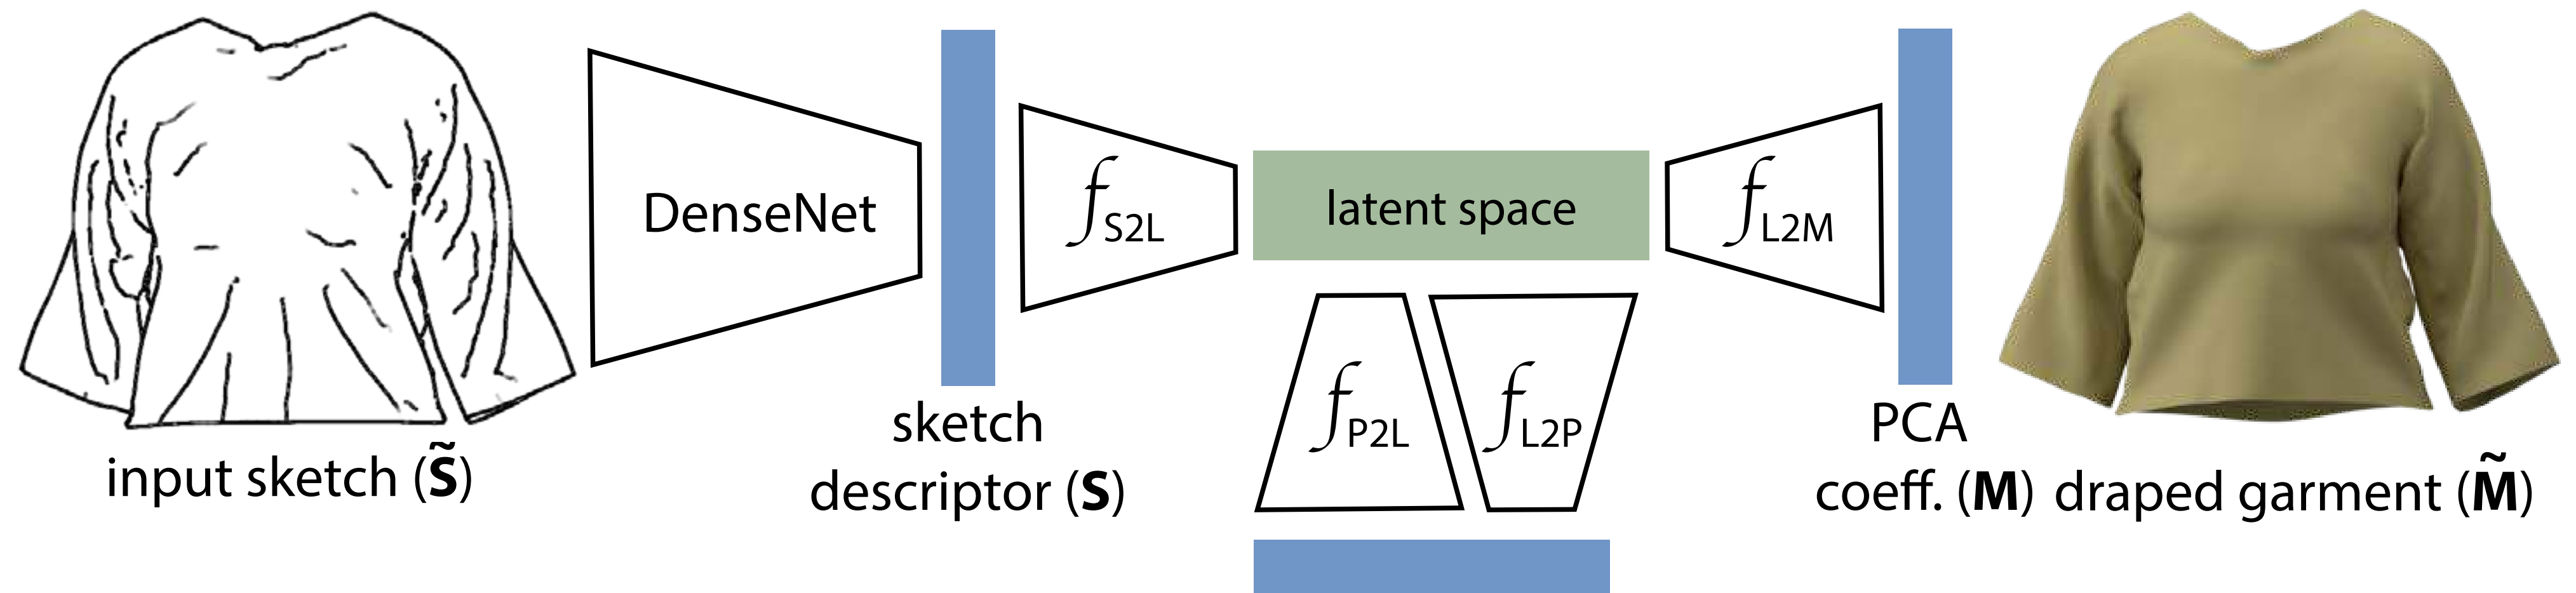 DenseNet
f S2L
latent space
f L2M
f P2L
f L2P
sketch
descriptor (S)
input sketch (S̃)
PCA
coeff. (M)
draped garment (M̃)